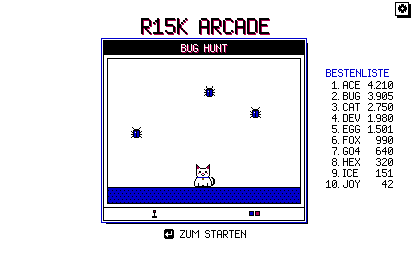 R15K ARCADE
BUG HUNT
BESTENLISTE
1. ACE 4.210
2. BUG 3.905
3. CAT 2.750
4. DEV 1.980
5. EGG 1.501
6. FOX 990
7. GO4 640
8. HEX 320
9. ICE 151
10. JOY 42
ZUM STARTEN